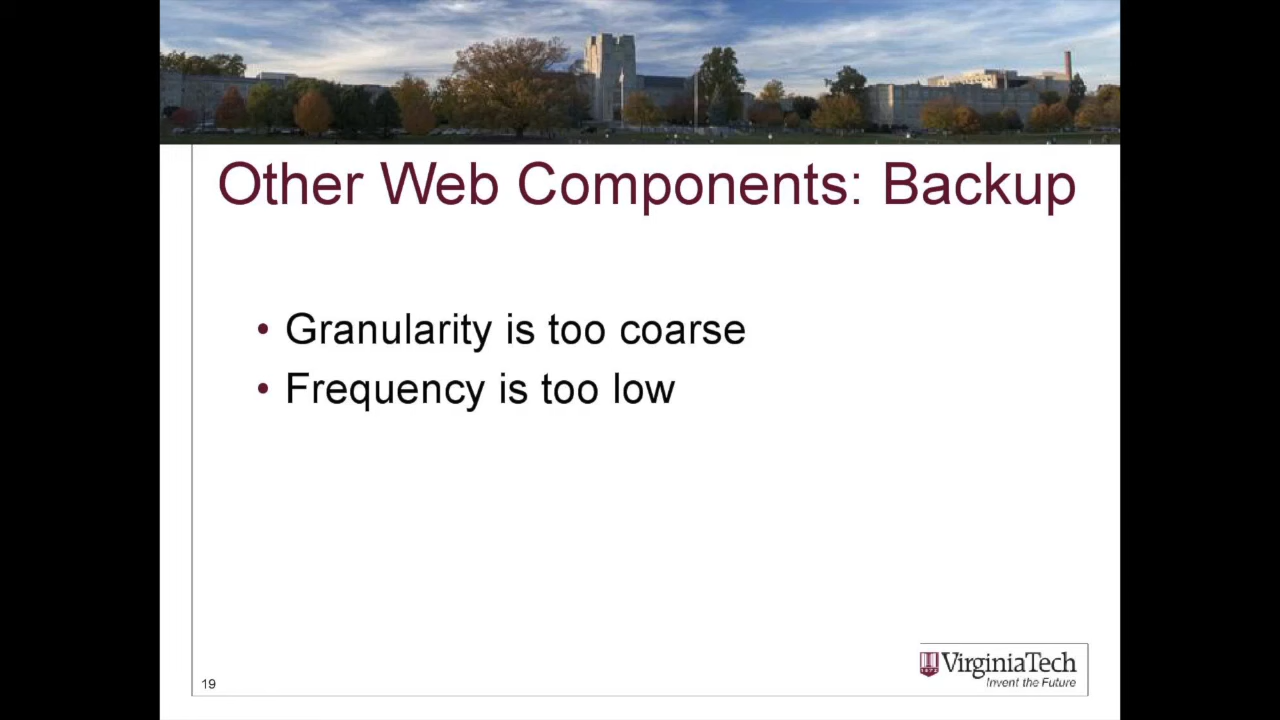 Other Web Components: Backup
• Granularity is too coarse
• Frequency is too low
19
VirginiaTech
Invent the Future